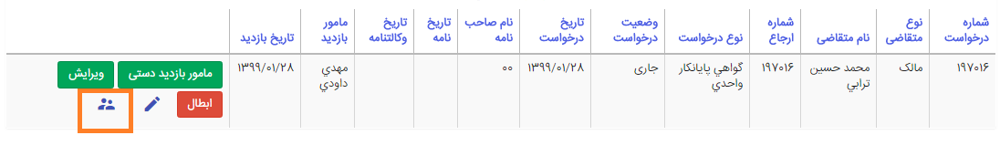 شماره درخواست
نوع متقاضی
نام متقاضی
شماره ارجاع
نوع درخواست
وضعیت درخواست
تاریخ درخواست
نام صاحب نامه
تاریخ نامه
تاریخ وکالتنامه
مامور بازدید
تاریخ بازدید
۱۹۷۰۱۶
مالک
محمد حسین ترابي
۱۹۷۰۱۶
گواهي پایانکار واحدي
جاری
۱۳۹۹/۰۱/۲۸
۰۰
مهدي داودي
۱۳۹۹/۰۱/۲۸
مامور بازدید دستی
ویرایش
ابطال